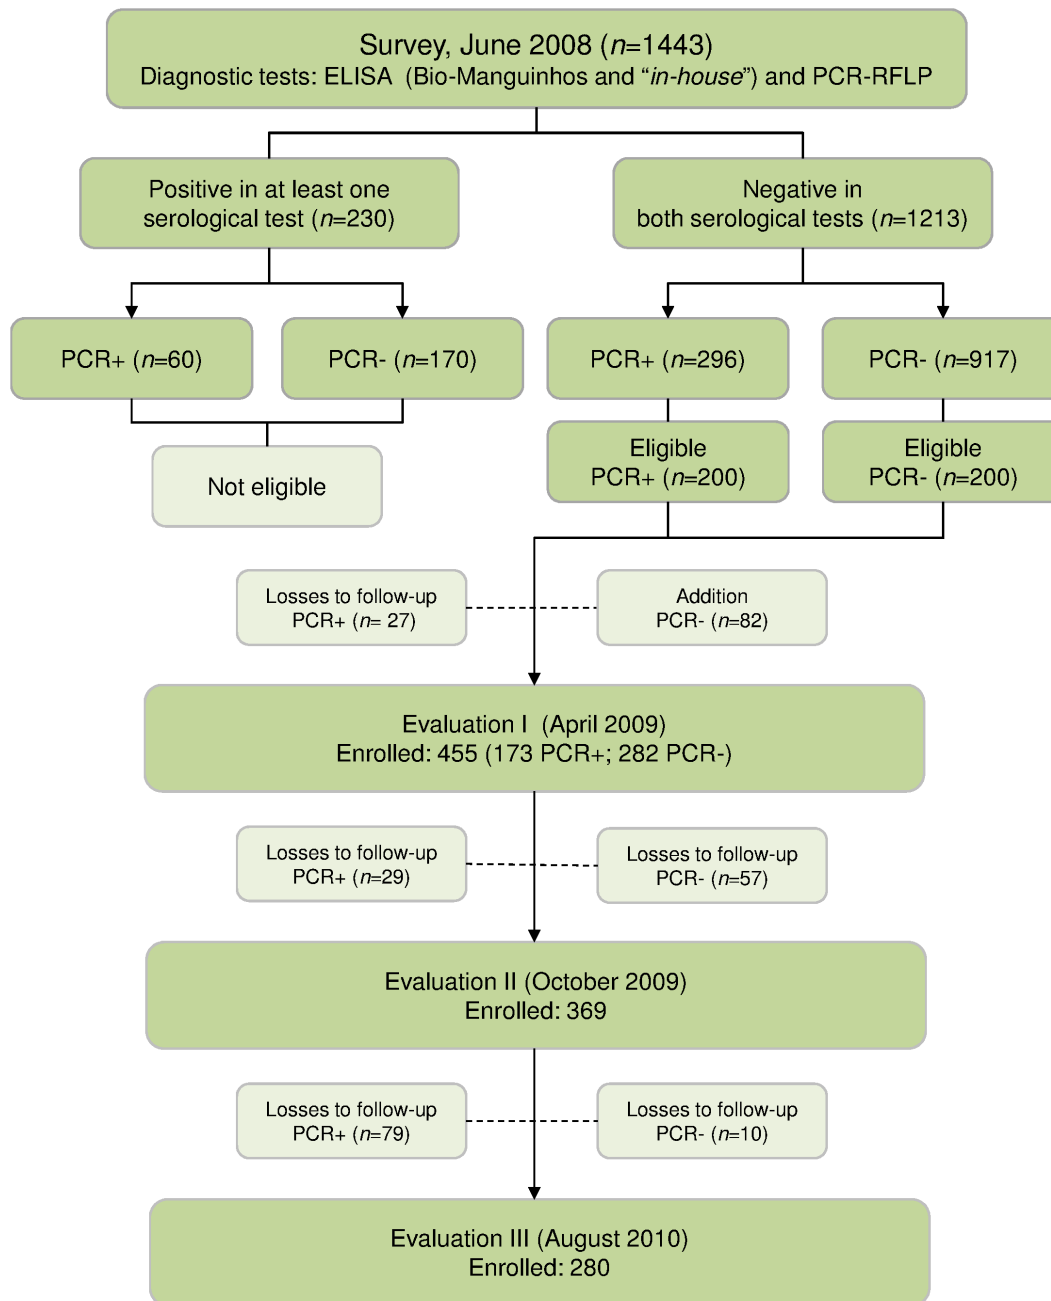 Survey, June 2008 (n=1443)
Diagnostic tests: ELISA (Bio-Manguinhos and “in-house”) and PCR-RFLP
Positive in at least one
serological test (n=230)
Negative in
both serological tests (n=1213)
PCR+ (n=60)
PCR- (n=170)
PCR+ (n=296)
PCR- (n=917)
Not eligible
Eligible
PCR+ (n=200)
Eligible
PCR- (n=200)
Losses to follow-up
PCR+ (n= 27)
Addition
PCR- (n=82)
Evaluation I (April 2009)
Enrolled: 455 (173 PCR+; 282 PCR-)
Losses to follow-up
PCR+ (n=29)
Losses to follow-up
PCR- (n=57)
Evaluation II (October 2009)
Enrolled: 369
Losses to follow-up
PCR+ (n=79)
Losses to follow-up
PCR- (n=10)
Evaluation III (August 2010)
Enrolled: 280